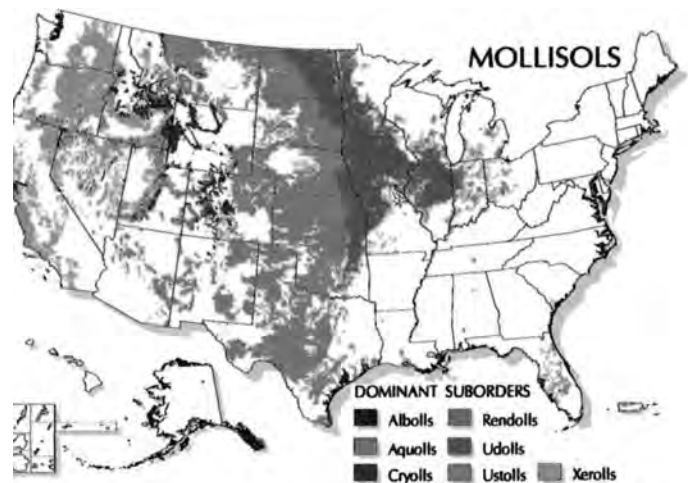 MOLLISOLS
DOMINANT SUBORDERS
Albolls Rendolls
Aquolls Udolls
Cryolls Ustolls Xerolls